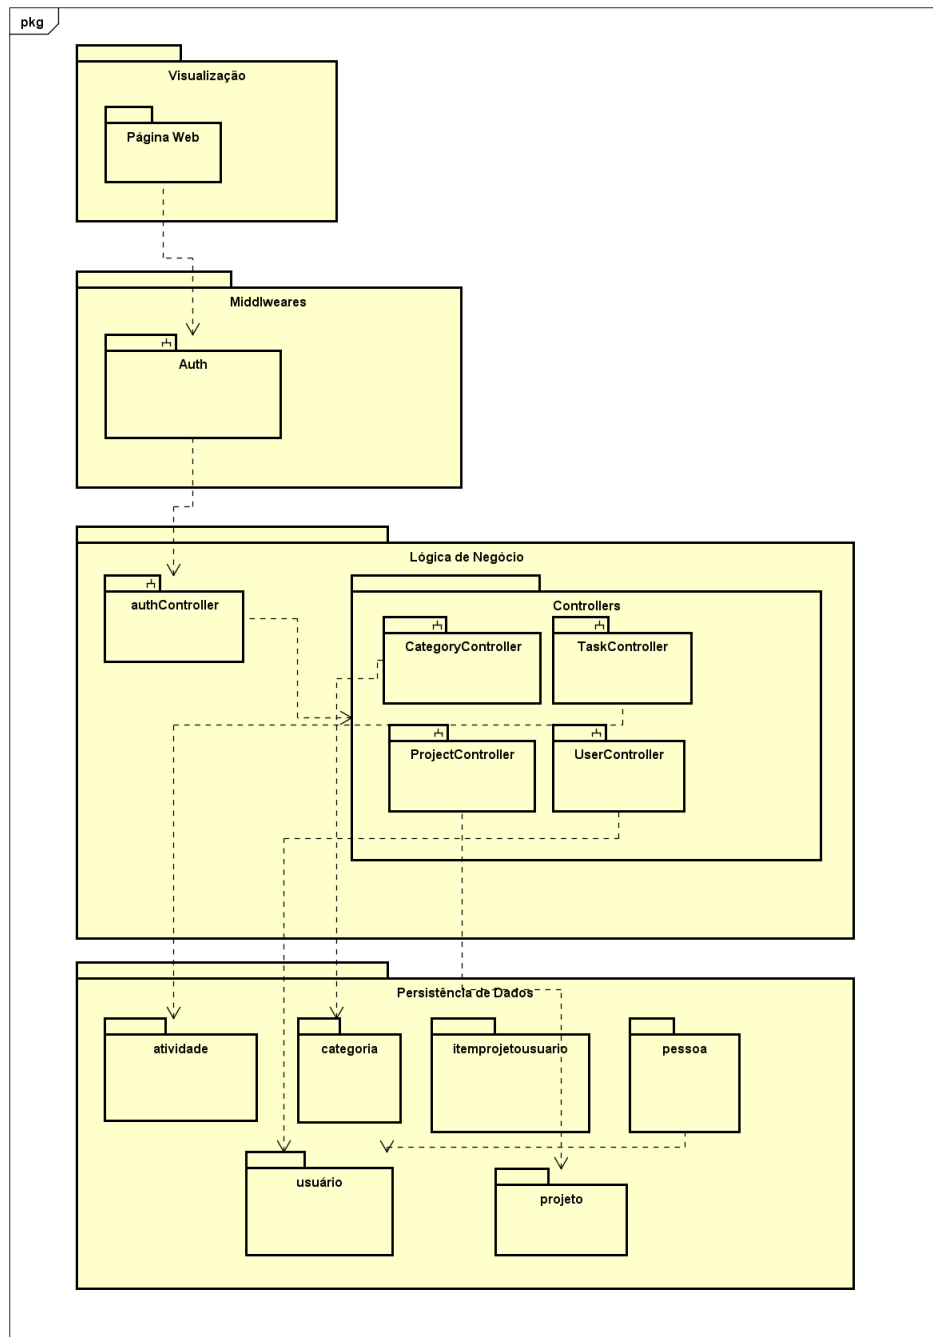 pkg
Visualização
Página Web
Middlweares
Auth
Lógica de Negócio
authController
Controllers
CategoryController
TaskController
ProjectController
UserController
Persistência de Dados
atividade
categoria
itemprojetousuario
pessoa
usuário
projeto